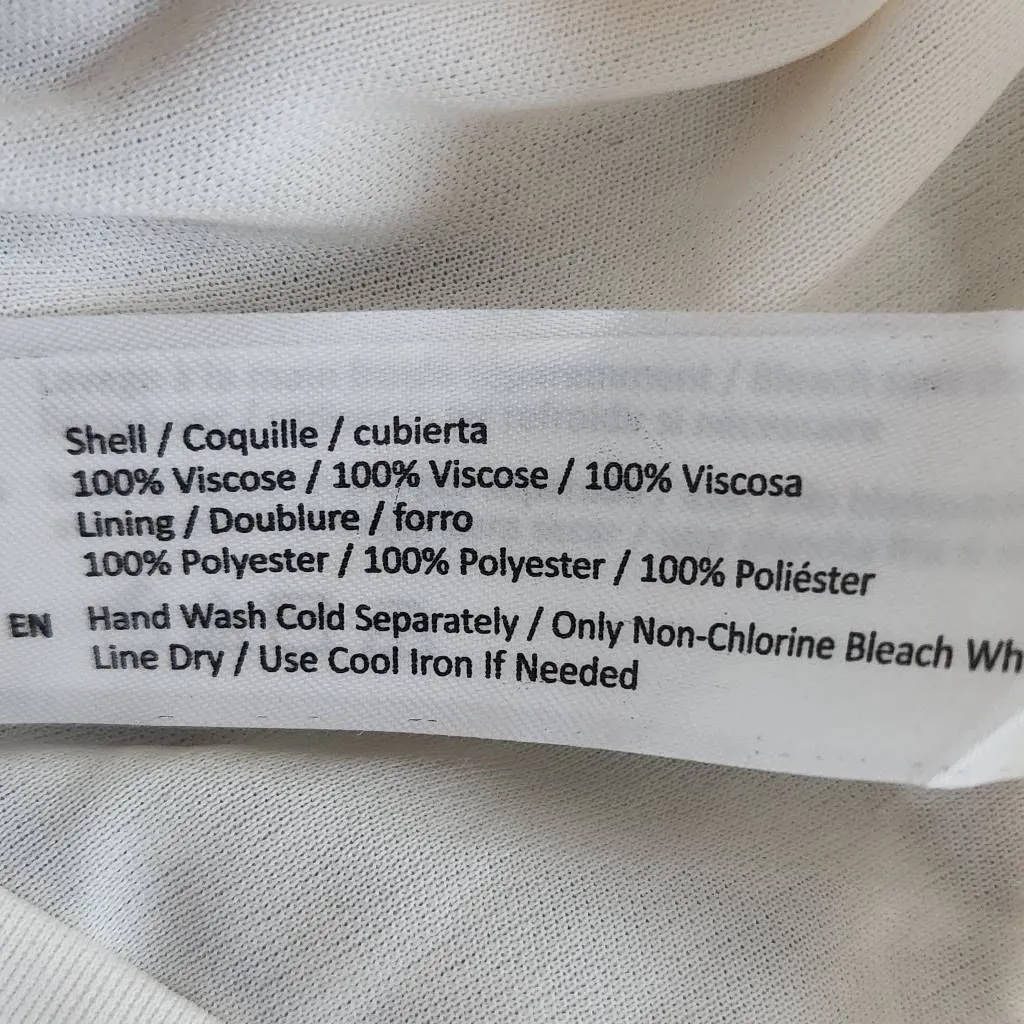 Shell / Coquille / cubierta
100% Viscose / 100% Viscose / 100% Viscosa
Lining / Doublure / forro
100% Polyester / 100% Polyester / 100% Poliéster
EN Hand Wash Cold Separately / Only Non-Chlorine Bleach Wh
Line Dry / Use Cool Iron If Needed